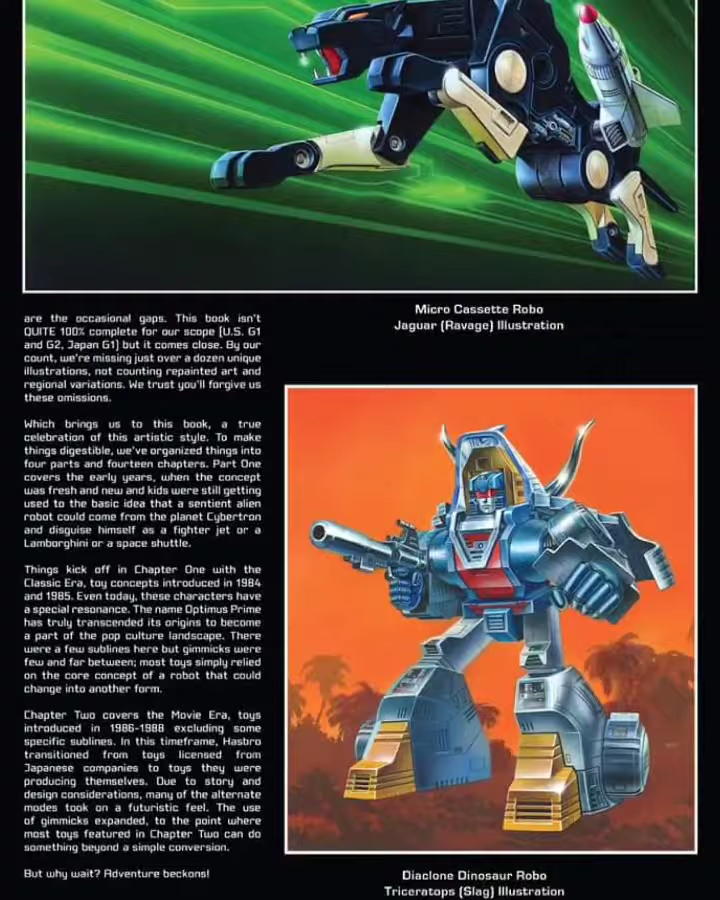 Micro Cassette Robo
Jaguar (Ravage) Illustration
are the occasional gaps. This book isn't
QUITE 100% complete for our scope (U.S. G1
and G2, Japan G1) but it comes close. By our
count, we're missing just over a dozen unique
illustrations, not counting repainted art and
regional variations. We trust you'll forgive us
these omissions.
Which brings us to this book, a true
celebration of this artistic style. To make
things digestible, we've organized things into
four parts and fourteen chapters. Part One
covers the early years, when the concept
was fresh and new and kids were still getting
used to the basic idea that a sentient alien
robot could come from the planet Cybertron
and disguise himself as a fighter jet or a
Lamborghini or a space shuttle.
Things kick off in Chapter One with the
Classic Era, toy concepts introduced in 1984
and 1985. Even today, these characters have
a special resonance. The name Optimus Prime
has truly transcended its origins to become
a part of the pop culture landscape. There
were a few sublines here but gimmicks were
few and far between; most toys simply relied
on the core concept of a robot that could
change into another form.
Chapter Two covers the Movie Era, toys
introduced in 1986-1988 excluding some
specific sublines. In this timeframe, Hasbro
transitioned from toys licensed from
Japanese companies to toys they were
producing themselves. Due to story and
design considerations, many of the alternate
modes took on a futuristic feel. The use
of gimmicks expanded, to the point where
most toys featured in Chapter Two can do
something beyond a simple conversion.
But why wait? Adventure beckons!
Diaclone Dinosaur Robo
Triceratops (Slag) Illustration